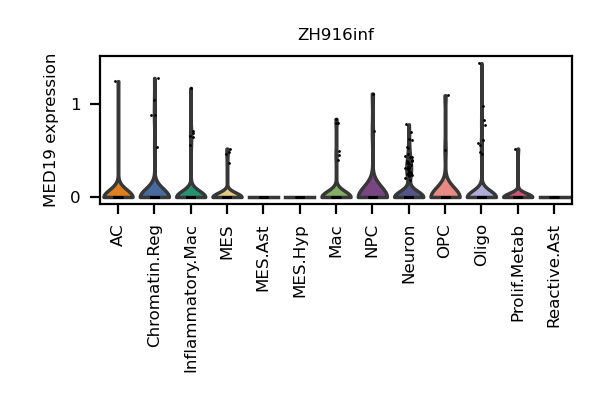 ZH916inf
MED19 expression
1
0
AC
Chromatin.Reg
Inflammatory.Mac
MES
MES.Ast
MES.Hyp
Mac
NPC
Neuron
OPC
Oligo
Prolif.Metab
Reactive.Ast